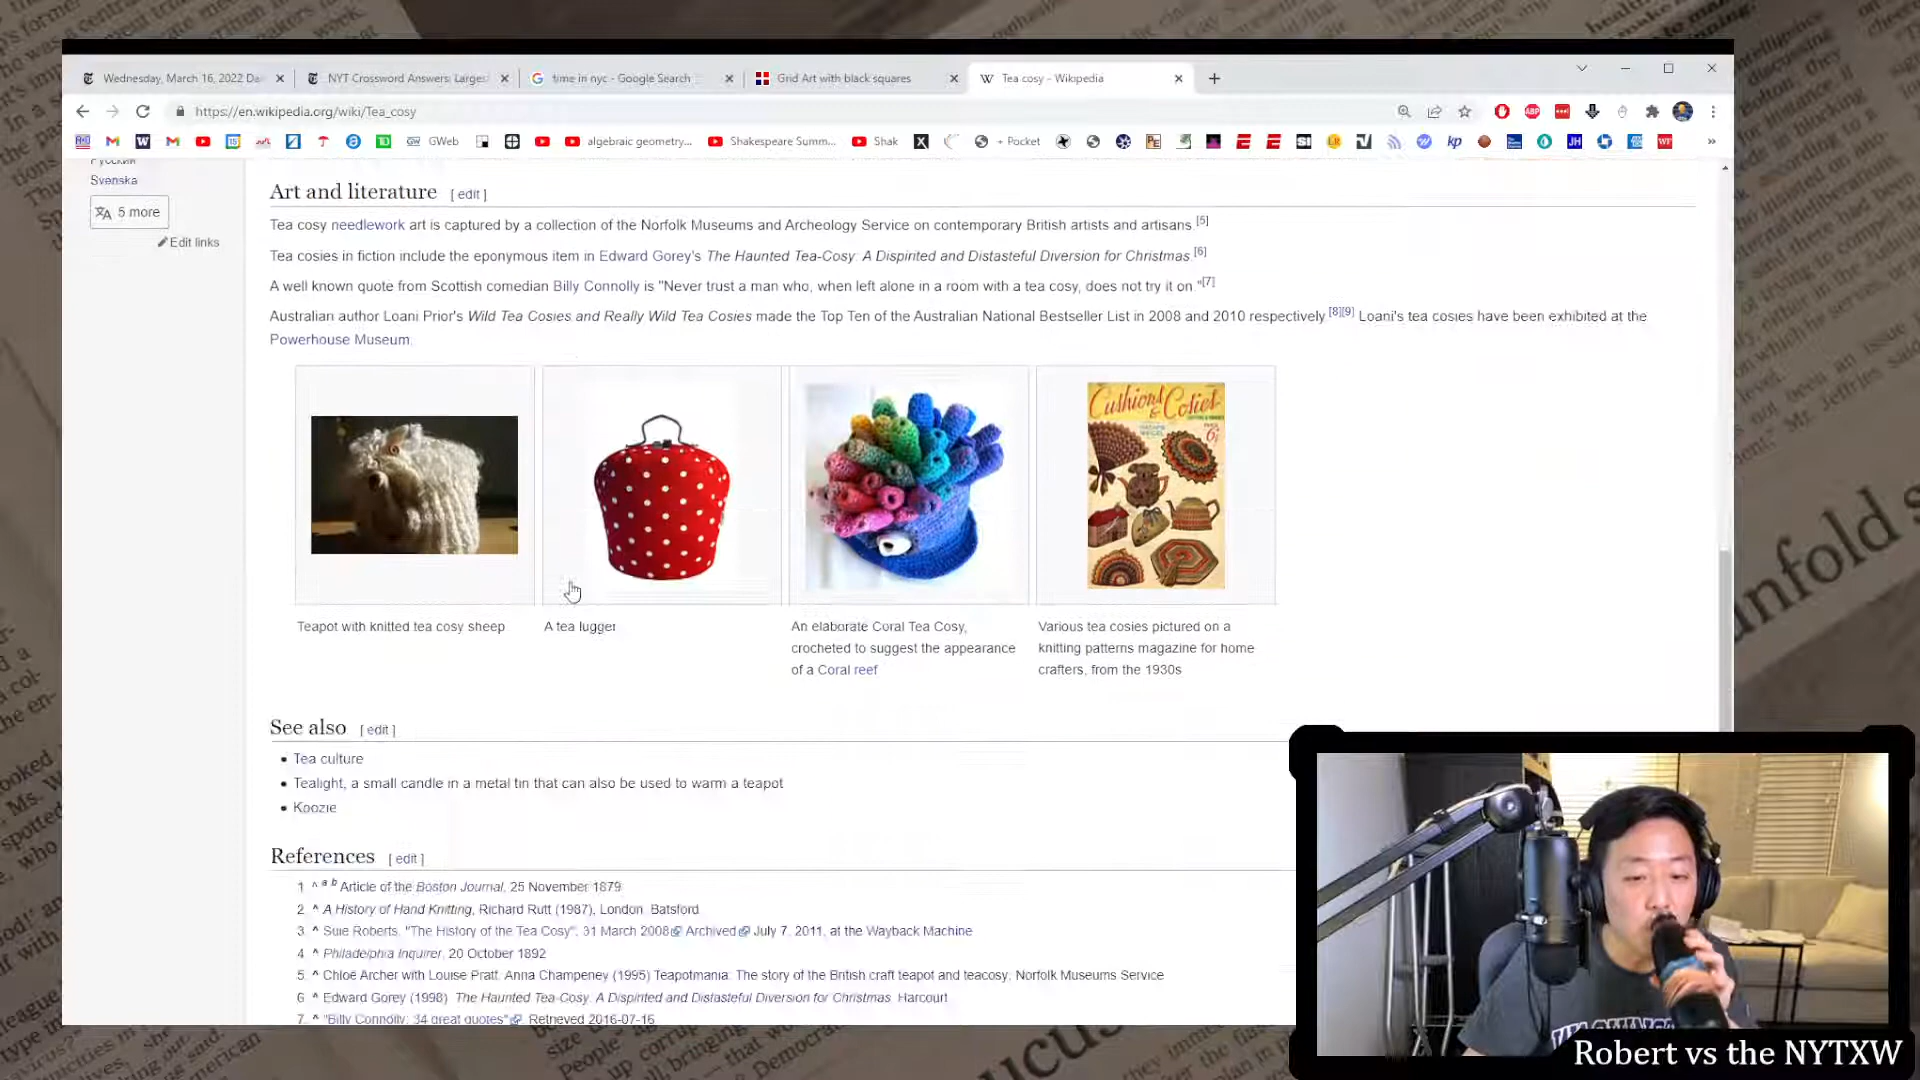 Wednesday, March 16, 2022 Dai
NYT Crossword Answers: Larges
time in nyc - Google Search
Grid Art with black squares
Tea cosy - Wikipedia
https://en.wikipedia.org/wiki/Tea_cosy
GWeb
algebraic geometry...
Shakespeare Summ...
Shak
+ Pocket
Русский
Svenska
5 more
Edit links
Art and literature [ edit ]
Tea cosy needlework art is captured by a collection of the Norfolk Museums and Archeology Service on contemporary British artists and artisans.[5]
Tea cosies in fiction include the eponymous item in Edward Gorey's The Haunted Tea-Cosy: A Dispirited and Distasteful Diversion for Christmas.[6]
A well known quote from Scottish comedian Billy Connolly is "Never trust a man who, when left alone in a room with a tea cosy, does not try it on."[7]
Australian author Loani Prior's Wild Tea Cosies and Really Wild Tea Cosies made the Top Ten of the Australian National Bestseller List in 2008 and 2010 respectively.[8][9] Loani's tea cosies have been exhibited at the
Powerhouse Museum.
Cushions
& Cosies
Teapot with knitted tea cosy sheep
A tea lugger
An elaborate Coral Tea Cosy,
crocheted to suggest the appearance
of a Coral reef
Various tea cosies pictured on a
knitting patterns magazine for home
crafters, from the 1930s
See also [ edit ]
Tea culture
Tealight, a small candle in a metal tin that can also be used to warm a teapot
Koozie
References [ edit ]
1. ^ a b Article of the Boston Journal, 25 November 1879
2. ^ A History of Hand Knitting, Richard Rutt (1987), London: Batsford
3. ^ Suie Roberts. "The History of the Tea Cosy". 31 March 2008 Archived July 7, 2011, at the Wayback Machine
4. ^ Philadelphia Inquirer, 20 October 1892
5. ^ Chloë Archer with Louise Pratt, Anna Champeney (1995) Teapotmania: The story of the British craft teapot and teacosy, Norfolk Museums Service
6. ^ Edward Gorey (1998) The Haunted Tea-Cosy: A Dispirited and Distasteful Diversion for Christmas. Harcourt
7. ^ "Billy Connolly: 34 great quotes". Retrieved 2016-07-16
Robert vs the NYTXW